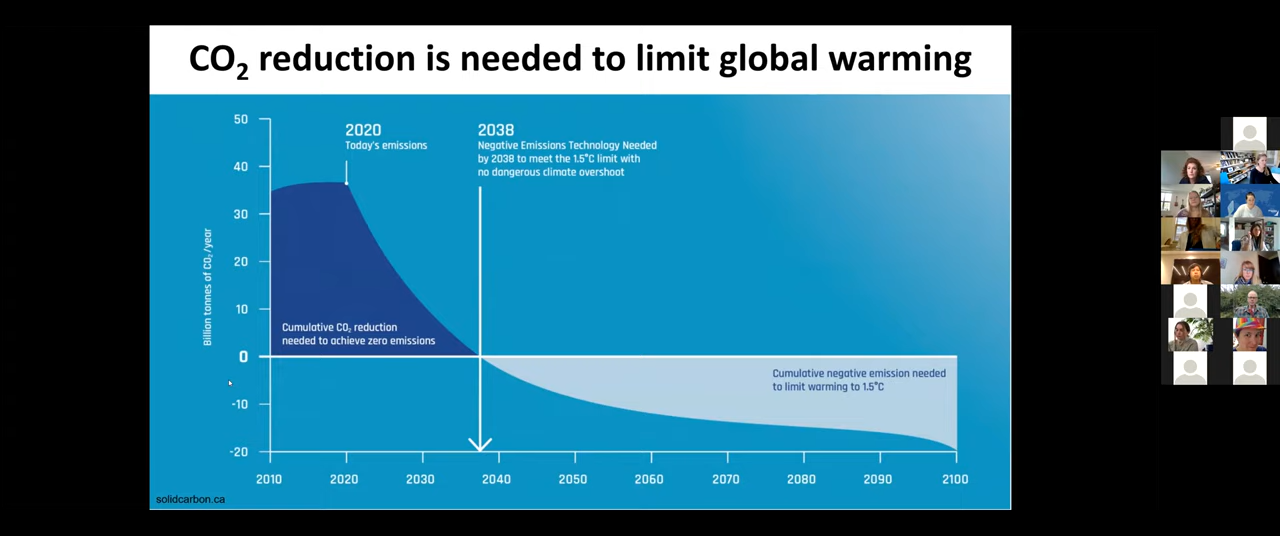 CO₂ reduction is needed to limit global warming
50
40
30
20
10
0
-10
-20
Billion tonnes of CO₂/year
2020
Today's emissions
2038
Negative Emissions Technology Needed
by 2038 to meet the 1.5°C limit with
no dangerous climate overshoot
Cumulative CO₂ reduction
needed to achieve zero emissions
Cumulative negative emission needed
to limit warming to 1.5°C
2010 2020 2030 2040 2050 2060 2070 2080 2090 2100
solidcarbon.ca